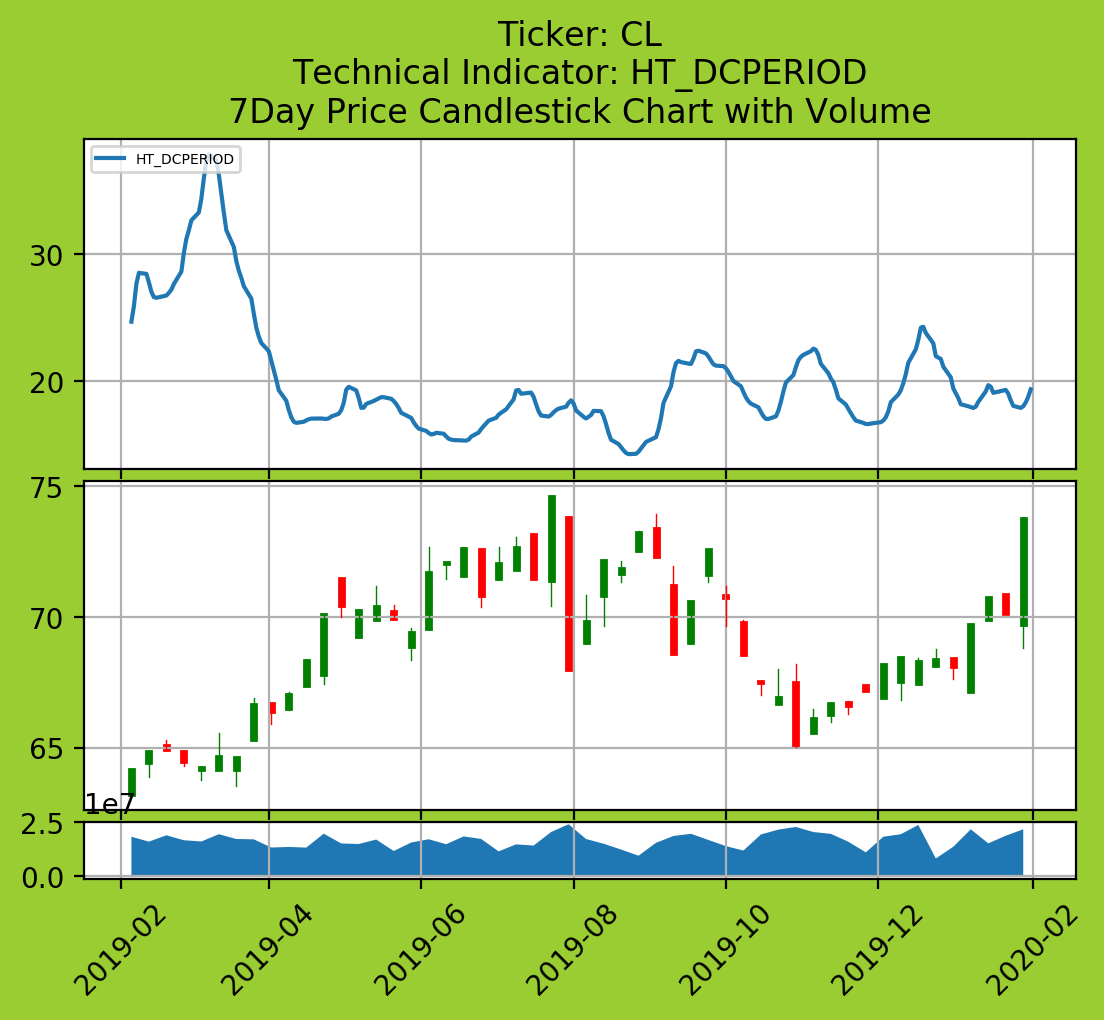 Ticker: CL
Technical Indicator: HT_DCPERIOD
7Day Price Candlestick Chart with Volume
HT_DCPERIOD
30
20
75
70
65
1e7
2.5
0.0
2019-02
2019-04
2019-06
2019-08
2019-10
2019-12
2020-02